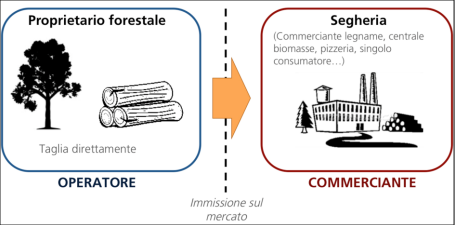 Proprietario forestale
Taglia direttamente
OPERATORE
Immissione sul
mercato
Segheria
(Commerciante legname, centrale
biomasse, pizzeria, singolo
consumatore…)
COMMERCIANTE